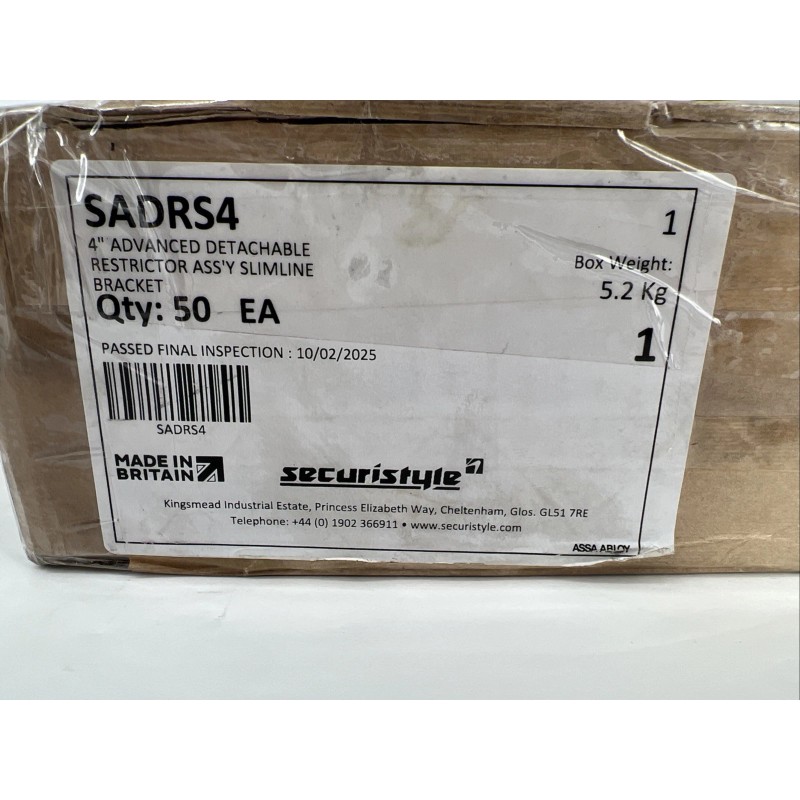 SADRS4
1
4" ADVANCED DETACHABLE
RESTRICTOR ASS'Y SLIMLINE
BRACKET
Box Weight:
5.2 Kg
Qty: 50 EA
1
PASSED FINAL INSPECTION : 10/02/2025
SADRS4
MADE IN
BRITAIN
securistyle
Kingsmead Industrial Estate, Princess Elizabeth Way, Cheltenham, Glos. GL51 7RE
Telephone: +44 (0) 1902 366911 • www.securistyle.com
ASSA ABLOY